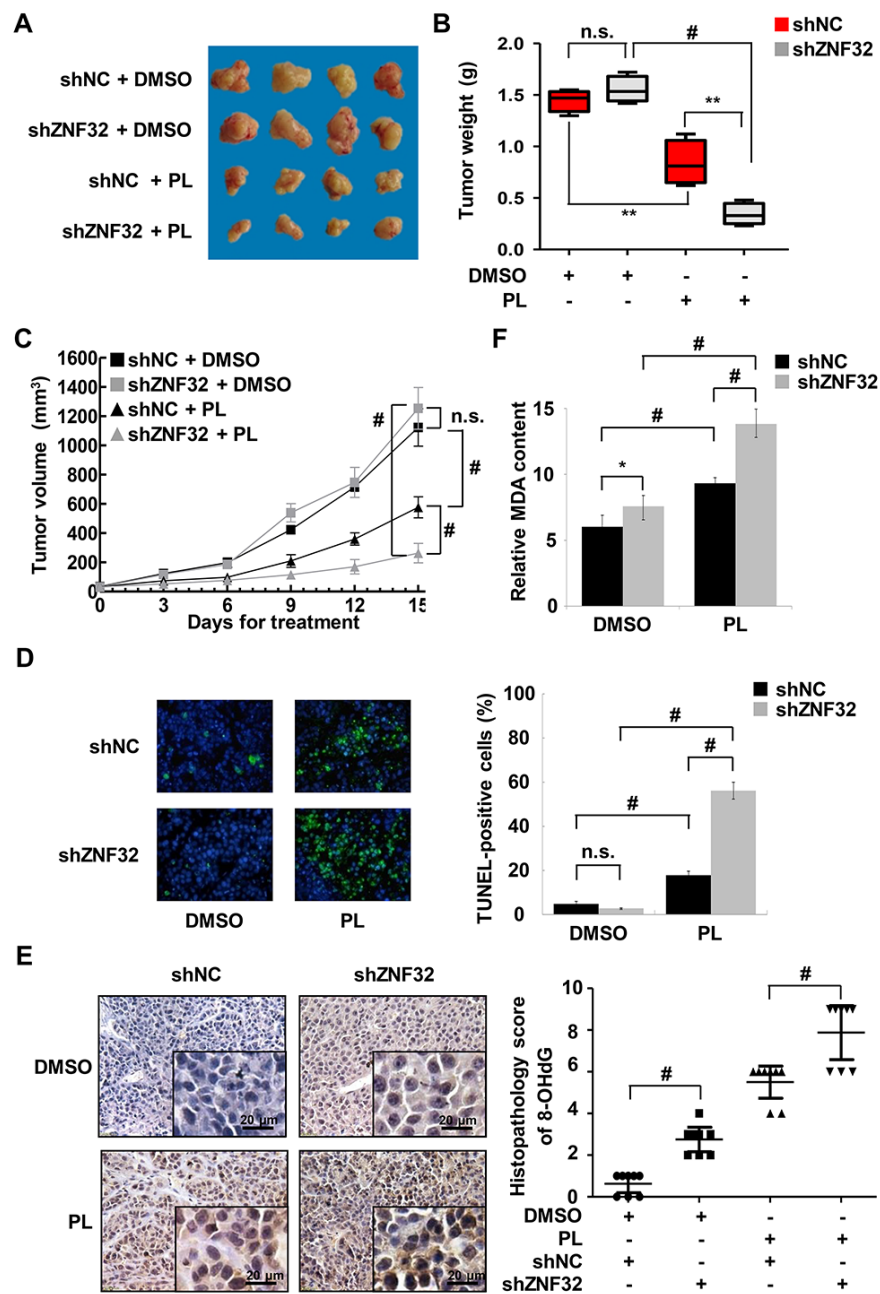 A
shNC + DMSO
shZNF32 + DMSO
shNC + PL
shZNF32 + PL
B
shNC
shZNF32
n.s.
#
**
**
Tumor weight (g)
2.0
1.5
1.0
0.5
0.0
DMSO + + - -
PL - - + +
C
shNC + DMSO
shZNF32 + DMSO
shNC + PL
shZNF32 + PL
Tumor volume (mm³)
1600
1400
1200
1000
800
600
400
200
0
0 3 6 9 12 15
Days for treatment
#
n.s.
#
#
F
shNC
shZNF32
#
#
#
*
Relative MDA content
15
10
5
0
DMSO PL
D
shNC
shZNF32
DMSO PL
shNC
shZNF32
TUNEL-positive cells (%)
100
80
60
40
20
0
#
#
#
n.s.
DMSO PL
E
shNC shZNF32
DMSO
20 µm 20 µm
PL
20 µm 20 µm
Histopathology score
of 8-OHdG
10
8
6
4
2
0
#
#
DMSO + + - -
PL - - + +
shNC + - + -
shZNF32 - + - +